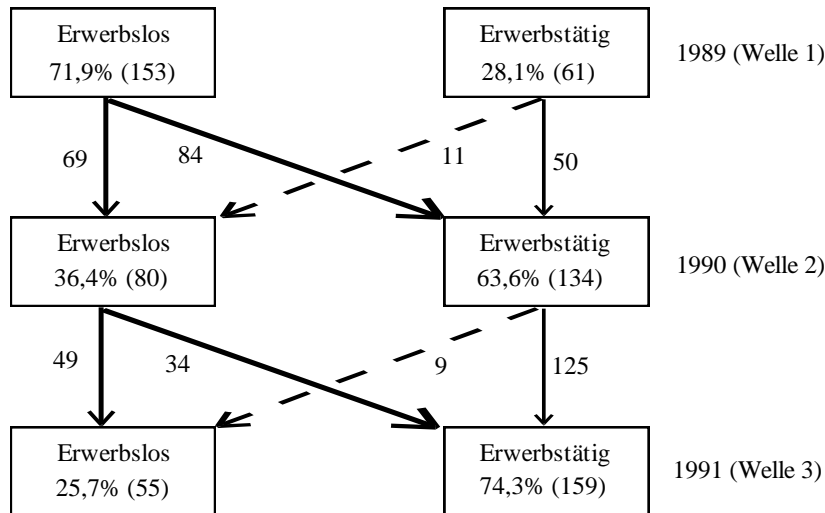 Erwerbslos
71,9% (153)
Erwerbstätig
28,1% (61)
1989 (Welle 1)
69
84
11
50
Erwerbslos
36,4% (80)
Erwerbstätig
63,6% (134)
1990 (Welle 2)
49
34
9
125
Erwerbslos
25,7% (55)
Erwerbstätig
74,3% (159)
1991 (Welle 3)